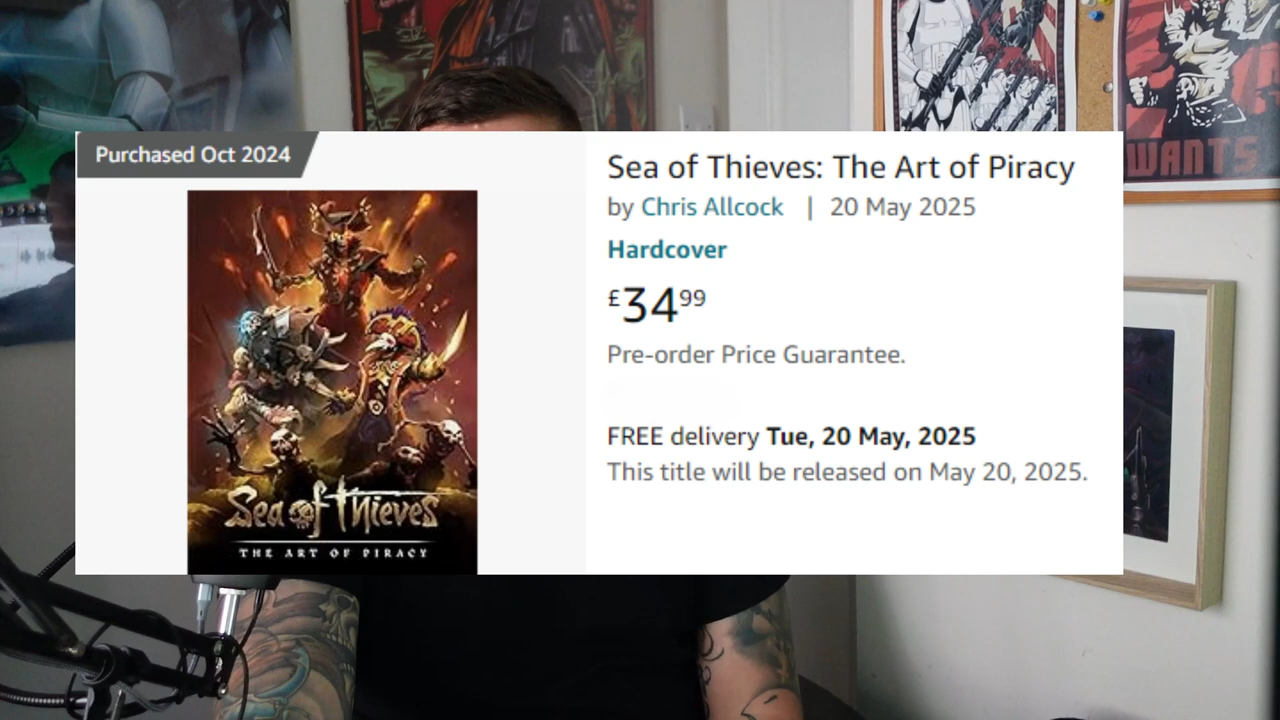 Purchased Oct 2024
Sea of Thieves
THE ART OF PIRACY
Sea of Thieves: The Art of Piracy
by Chris Allcock | 20 May 2025
Hardcover
£34⁹⁹
Pre-order Price Guarantee.
FREE delivery Tue, 20 May, 2025
This title will be released on May 20, 2025.
WANTS